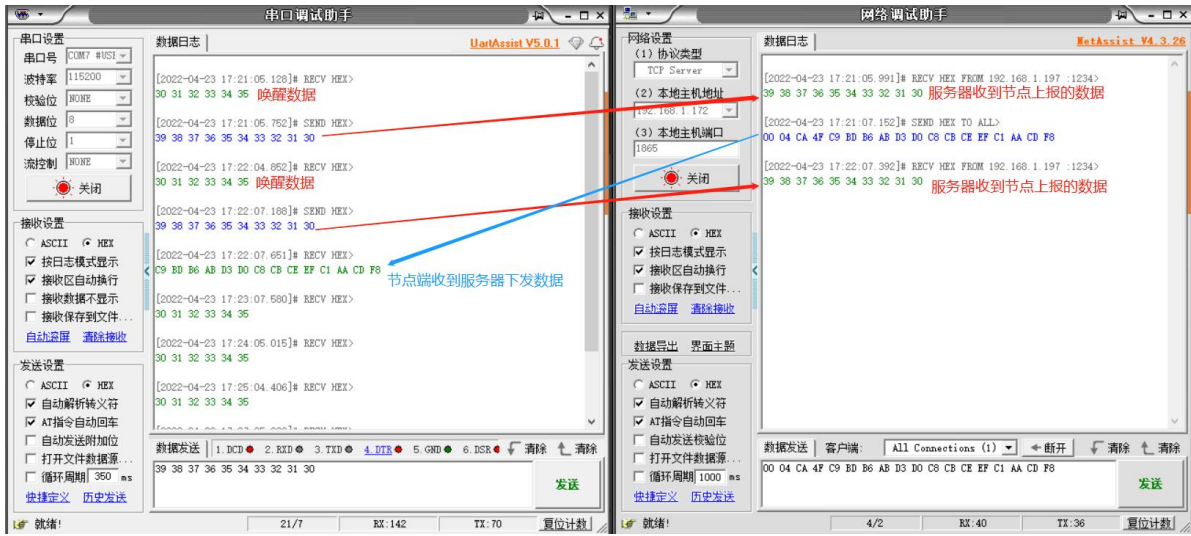 串口调试助手
串口设置
串口号 COM7 #USI
波特率 115200
校验位 NONE
数据位 8
停止位 1
流控制 NONE
关闭
接收设置
ASCII HEX
按日志模式显示
接收区自动换行
接收数据不显示
接收保存到文件...
自动滚屏 清除接收
发送设置
ASCII HEX
自动解析转义符
AT指令自动回车
自动发送附加位
打开文件数据源...
循环周期 350 ms
快捷定义 历史发送
数据日志 UartAssist V5.0.1
[2022-04-23 17:21:05.128]# RECV HEX>
30 31 32 33 34 35 唤醒数据
[2022-04-23 17:21:05.752]# SEND HEX>
39 38 37 36 35 34 33 32 31 30
[2022-04-23 17:22:04.852]# RECV HEX>
30 31 32 33 34 35 唤醒数据
[2022-04-23 17:22:07.188]# SEND HEX>
39 38 37 36 35 34 33 32 31 30
[2022-04-23 17:22:07.651]# RECV HEX>
C9 BD B6 AB D3 D0 C8 CB CE EF C1 AA CD F8 节点端收到服务器下发数据
[2022-04-23 17:23:07.580]# RECV HEX>
30 31 32 33 34 35
[2022-04-23 17:24:05.015]# RECV HEX>
30 31 32 33 34 35
[2022-04-23 17:25:04.406]# RECV HEX>
30 31 32 33 34 35
数据发送 1. DCD 2. RXD 3. TXD 4. DTR 5. GND 6. DSR 清除 清除
39 38 37 36 35 34 33 32 31 30
发送
就绪! 21/7 RX:142 TX:70 复位计数
网络调试助手
网络设置
(1) 协议类型
TCP Server
(2) 本地主机地址
192.168.1.172
(3) 本地主机端口
1865
关闭
接收设置
ASCII HEX
按日志模式显示
接收区自动换行
接收保存到文件...
自动滚屏 清除接收
数据导出 界面主题
发送设置
ASCII HEX
自动解析转义符
AT指令自动回车
自动发送校验位
打开文件数据源...
循环周期 1000 ms
快捷定义 历史发送
数据日志 NetAssist V4.3.26
[2022-04-23 17:21:05.991]# RECV HEX FROM 192.168.1.197 :1234>
39 38 37 36 35 34 33 32 31 30 服务器收到节点上报的数据
[2022-04-23 17:21:07.152]# SEND HEX TO ALL>
00 04 CA 4F C9 BD B6 AB D3 D0 C8 CB CE EF C1 AA CD F8
[2022-04-23 17:22:07.392]# RECV HEX FROM 192.168.1.197 :1234>
39 38 37 36 35 34 33 32 31 30 服务器收到节点上报的数据
数据发送 客户端: All Connections (1) 断开 清除 清除
00 04 CA 4F C9 BD B6 AB D3 D0 C8 CB CE EF C1 AA CD F8
发送
就绪! 4/2 RX:40 TX:36 复位计数